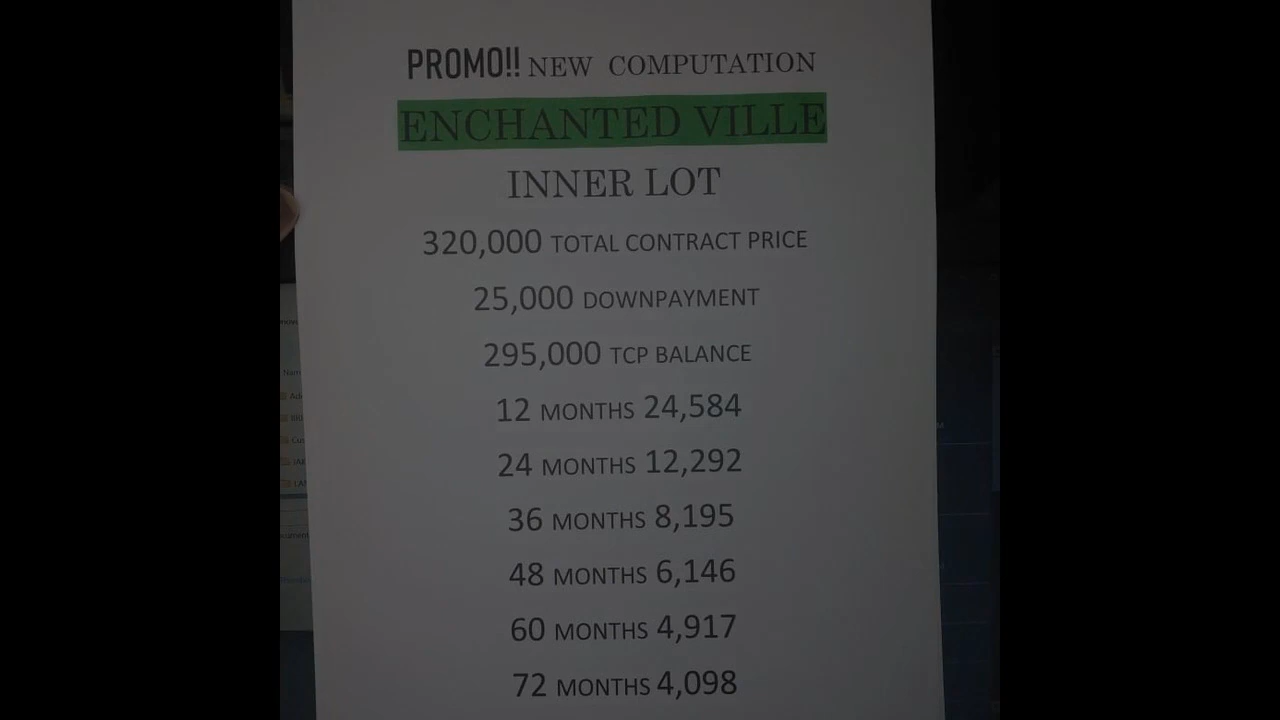 PROMO!! NEW COMPUTATION
ENCHANTED VILLE
INNER LOT
320,000 TOTAL CONTRACT PRICE
25,000 DOWNPAYMENT
295,000 TCP BALANCE
12 MONTHS 24,584
24 MONTHS 12,292
36 MONTHS 8,195
48 MONTHS 6,146
60 MONTHS 4,917
72 MONTHS 4,098